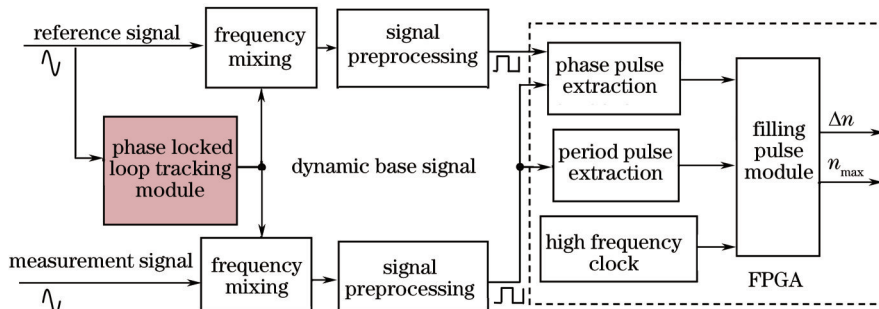 reference signal
frequency
mixing
signal
preprocessing
phase pulse
extraction
phase locked
loop tracking
module
dynamic base signal
period pulse
extraction
filling
pulse
module
Δn
n_max
measurement signal
frequency
mixing
signal
preprocessing
high frequency
clock
FPGA